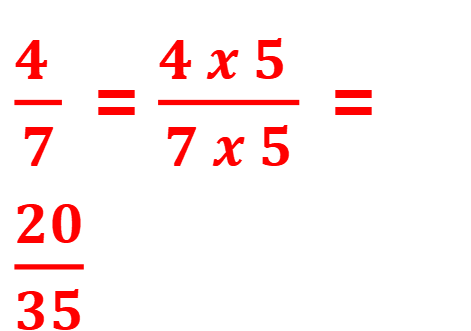 4/7 = 4 x 5/7 x 5 =
20/35